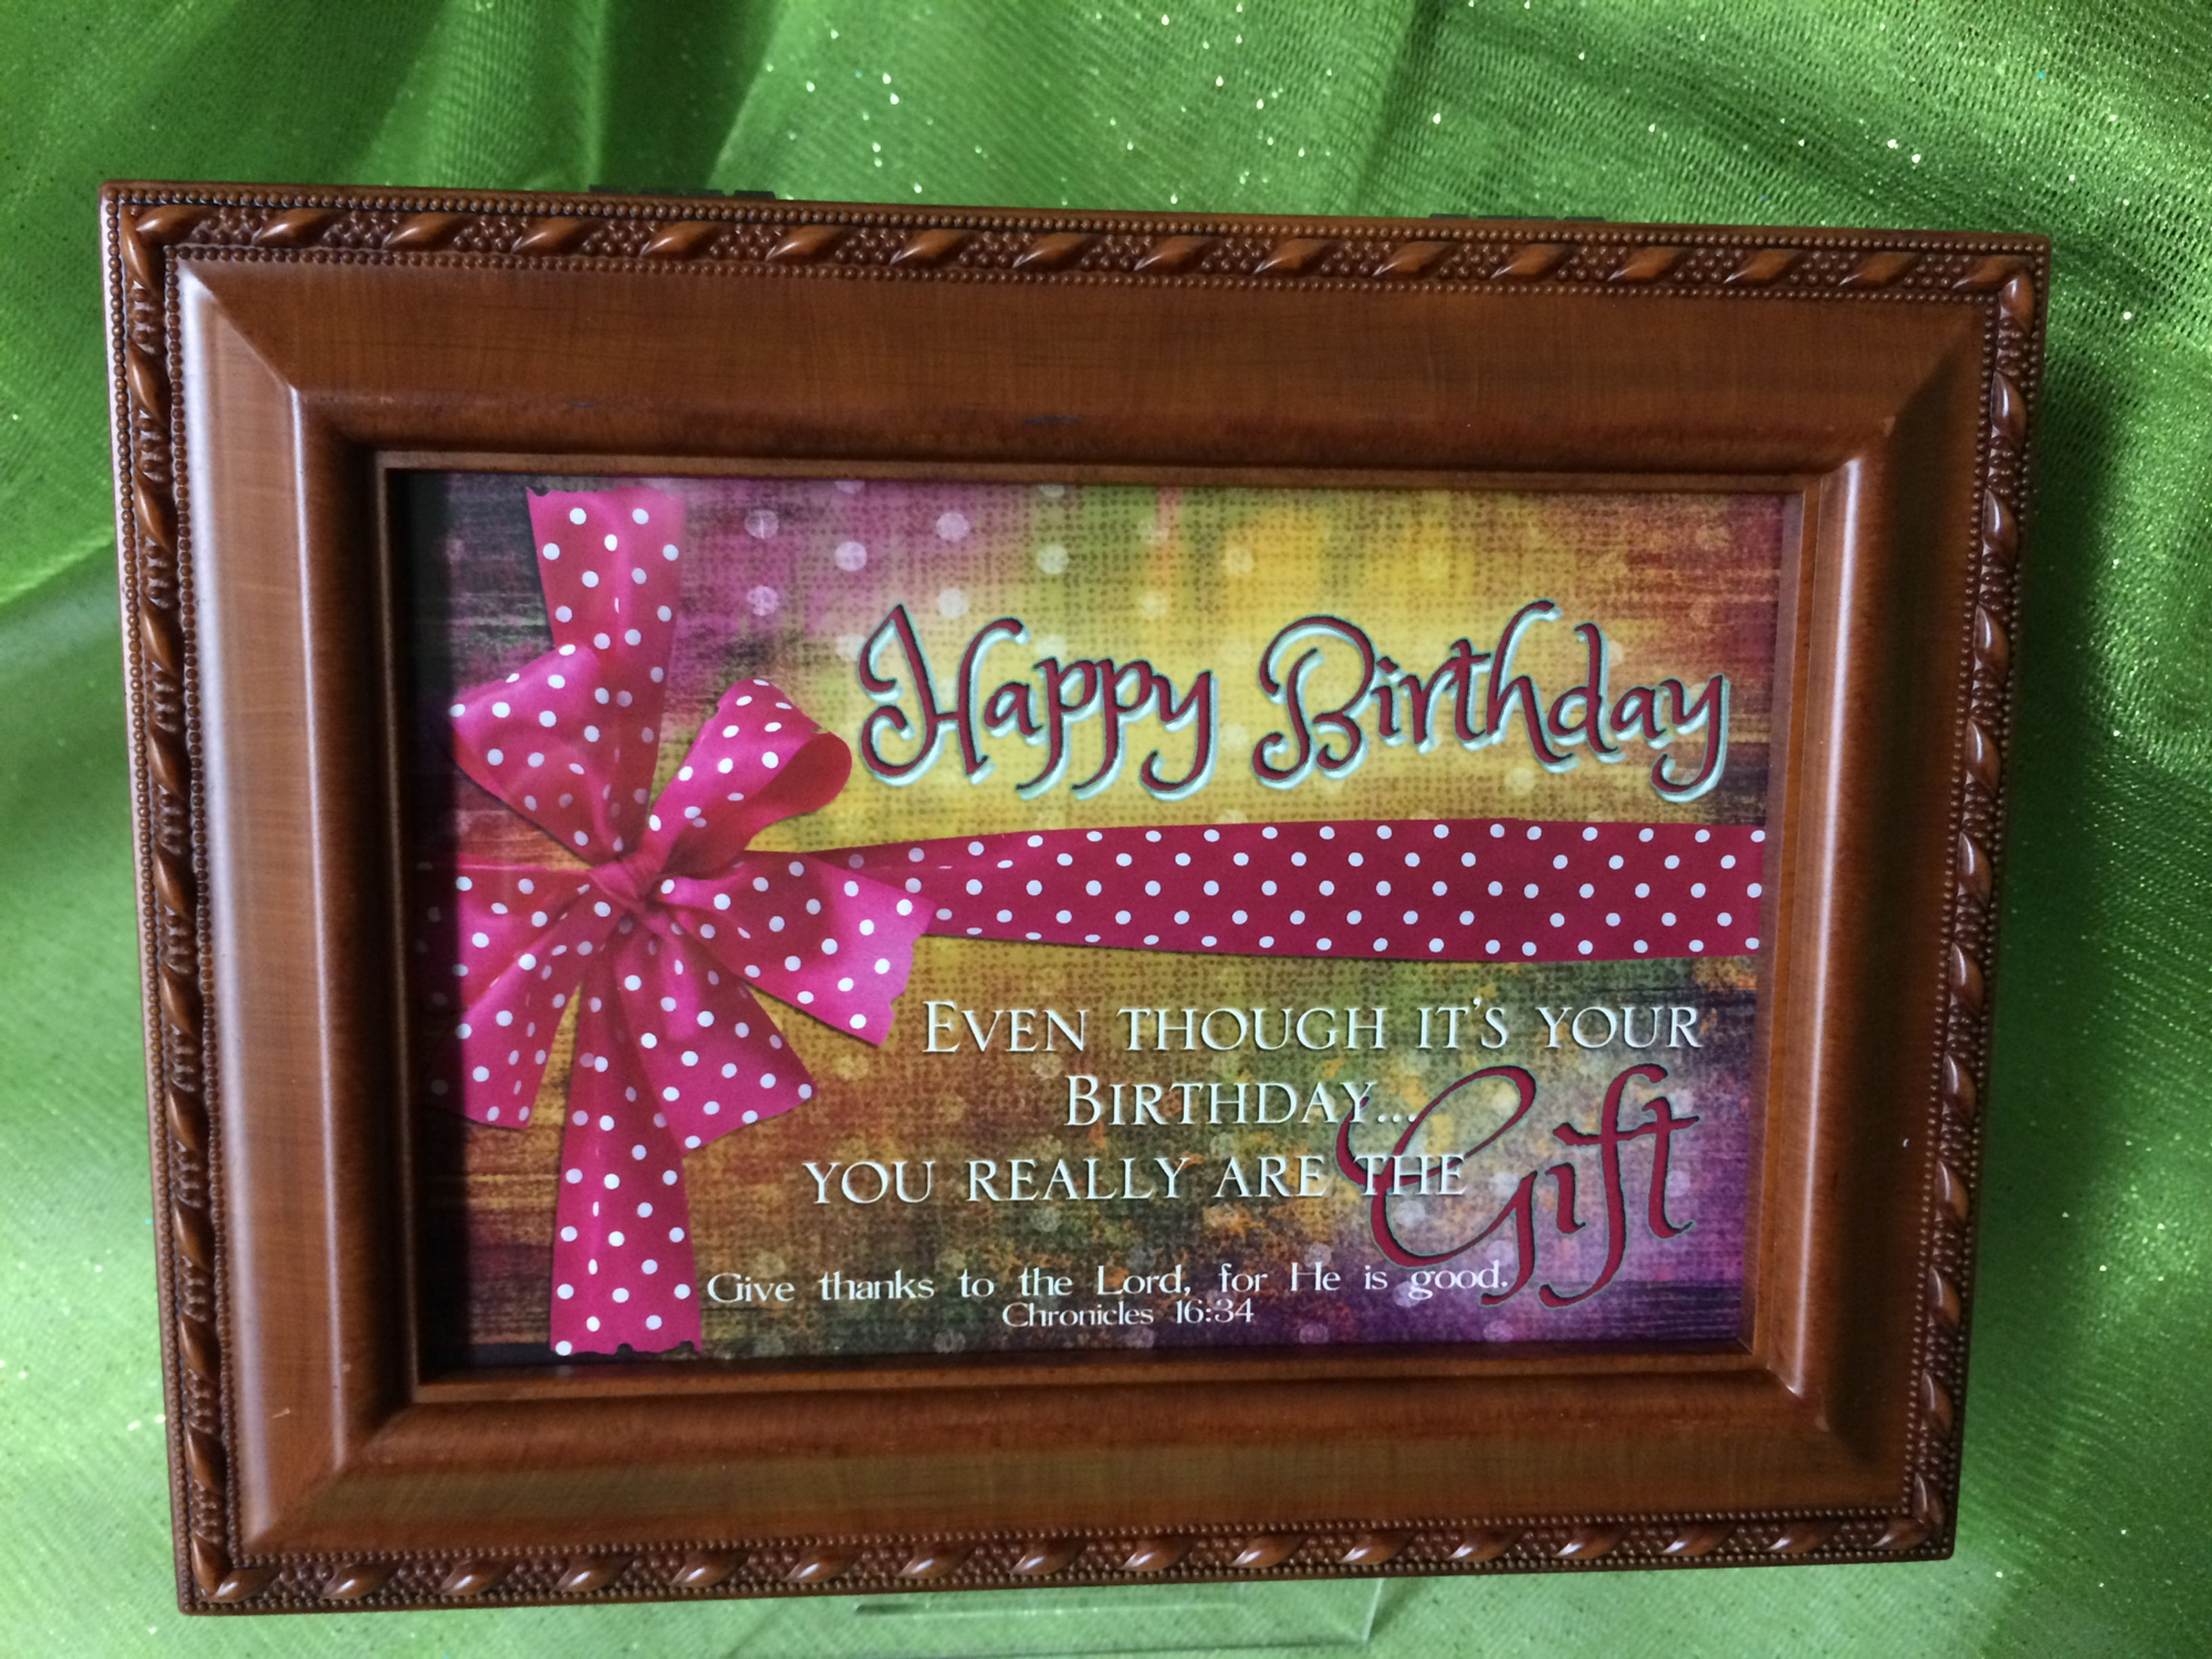 Happy Birthday
EVEN THOUGH IT'S YOUR
BIRTHDAY...
YOU REALLY ARE THE Gift
Give thanks to the Lord, for He is good.
Chronicles 16:34